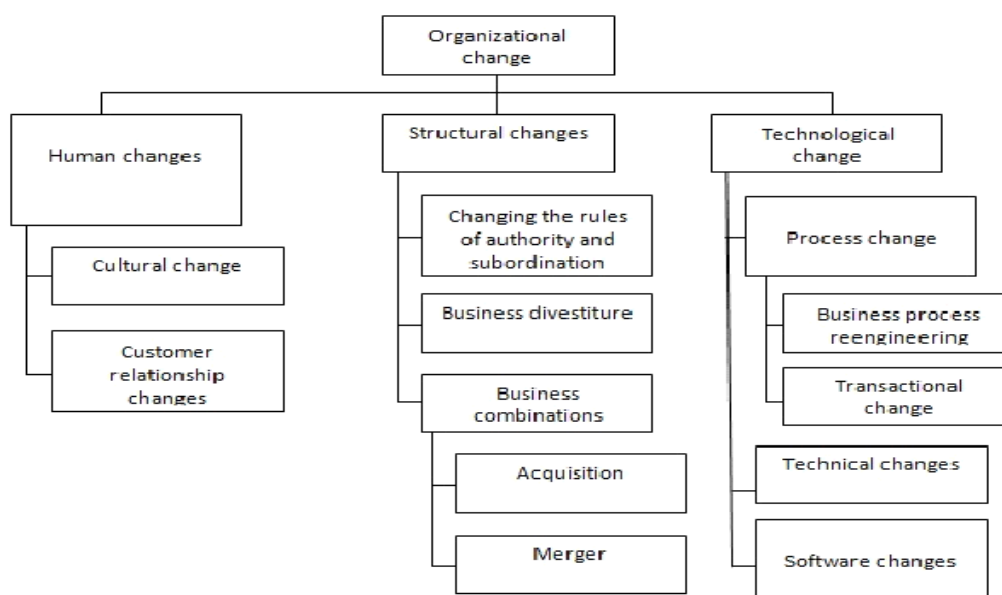 Organizational
change
Human changes
Cultural change
Customer
relationship
changes
Structural changes
Changing the rules
of authority and
subordination
Business divestiture
Business
combinations
Acquisition
Merger
Technological
change
Process change
Business process
reengineering
Transactional
change
Technical changes
Software changes